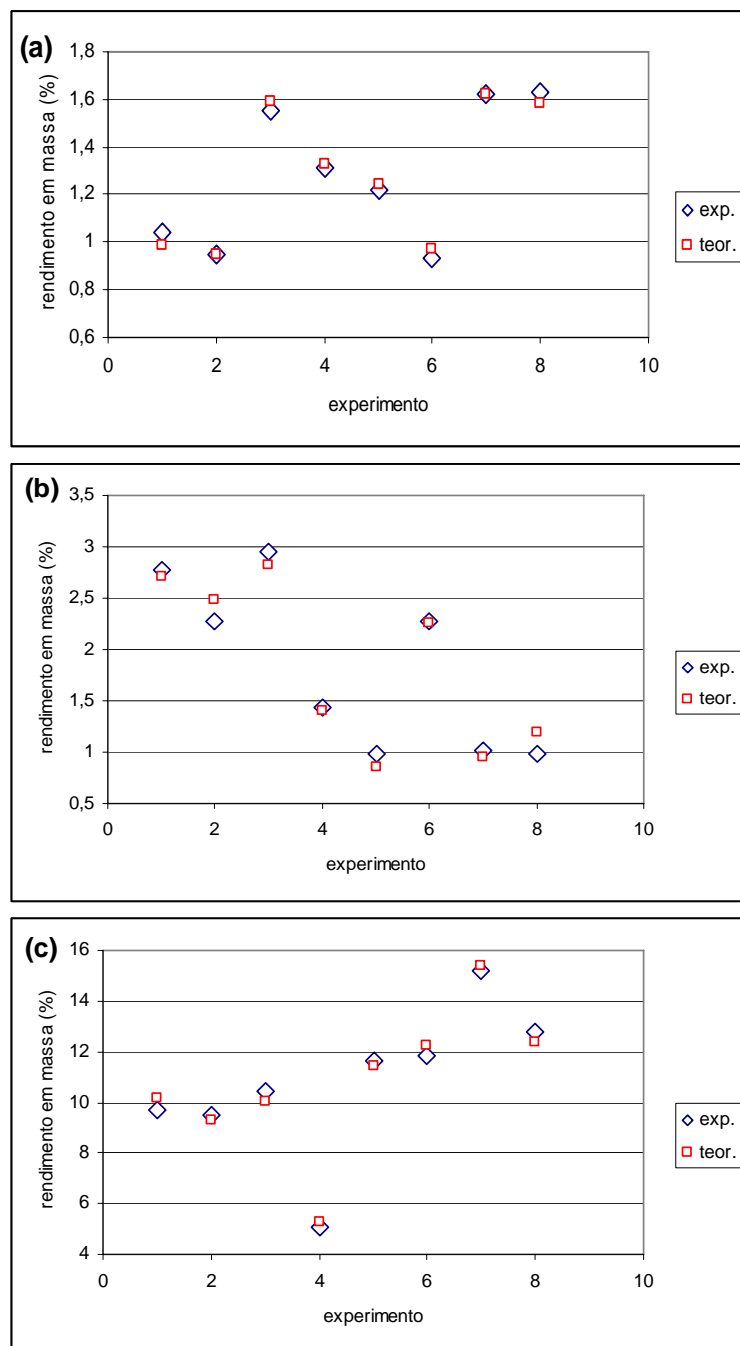 (a)
1,8
1,6
1,4
1,2
1
0,8
0,6
rendimento em massa (%)
0 2 4 6 8 10
experimento
exp.
teor.
(b)
3,5
3
2,5
2
1,5
1
0,5
rendimento em massa (%)
0 2 4 6 8 10
experimento
exp.
teor.
(c)
16
14
12
10
8
6
4
rendimento em massa (%)
0 2 4 6 8 10
experimento
exp.
teor.